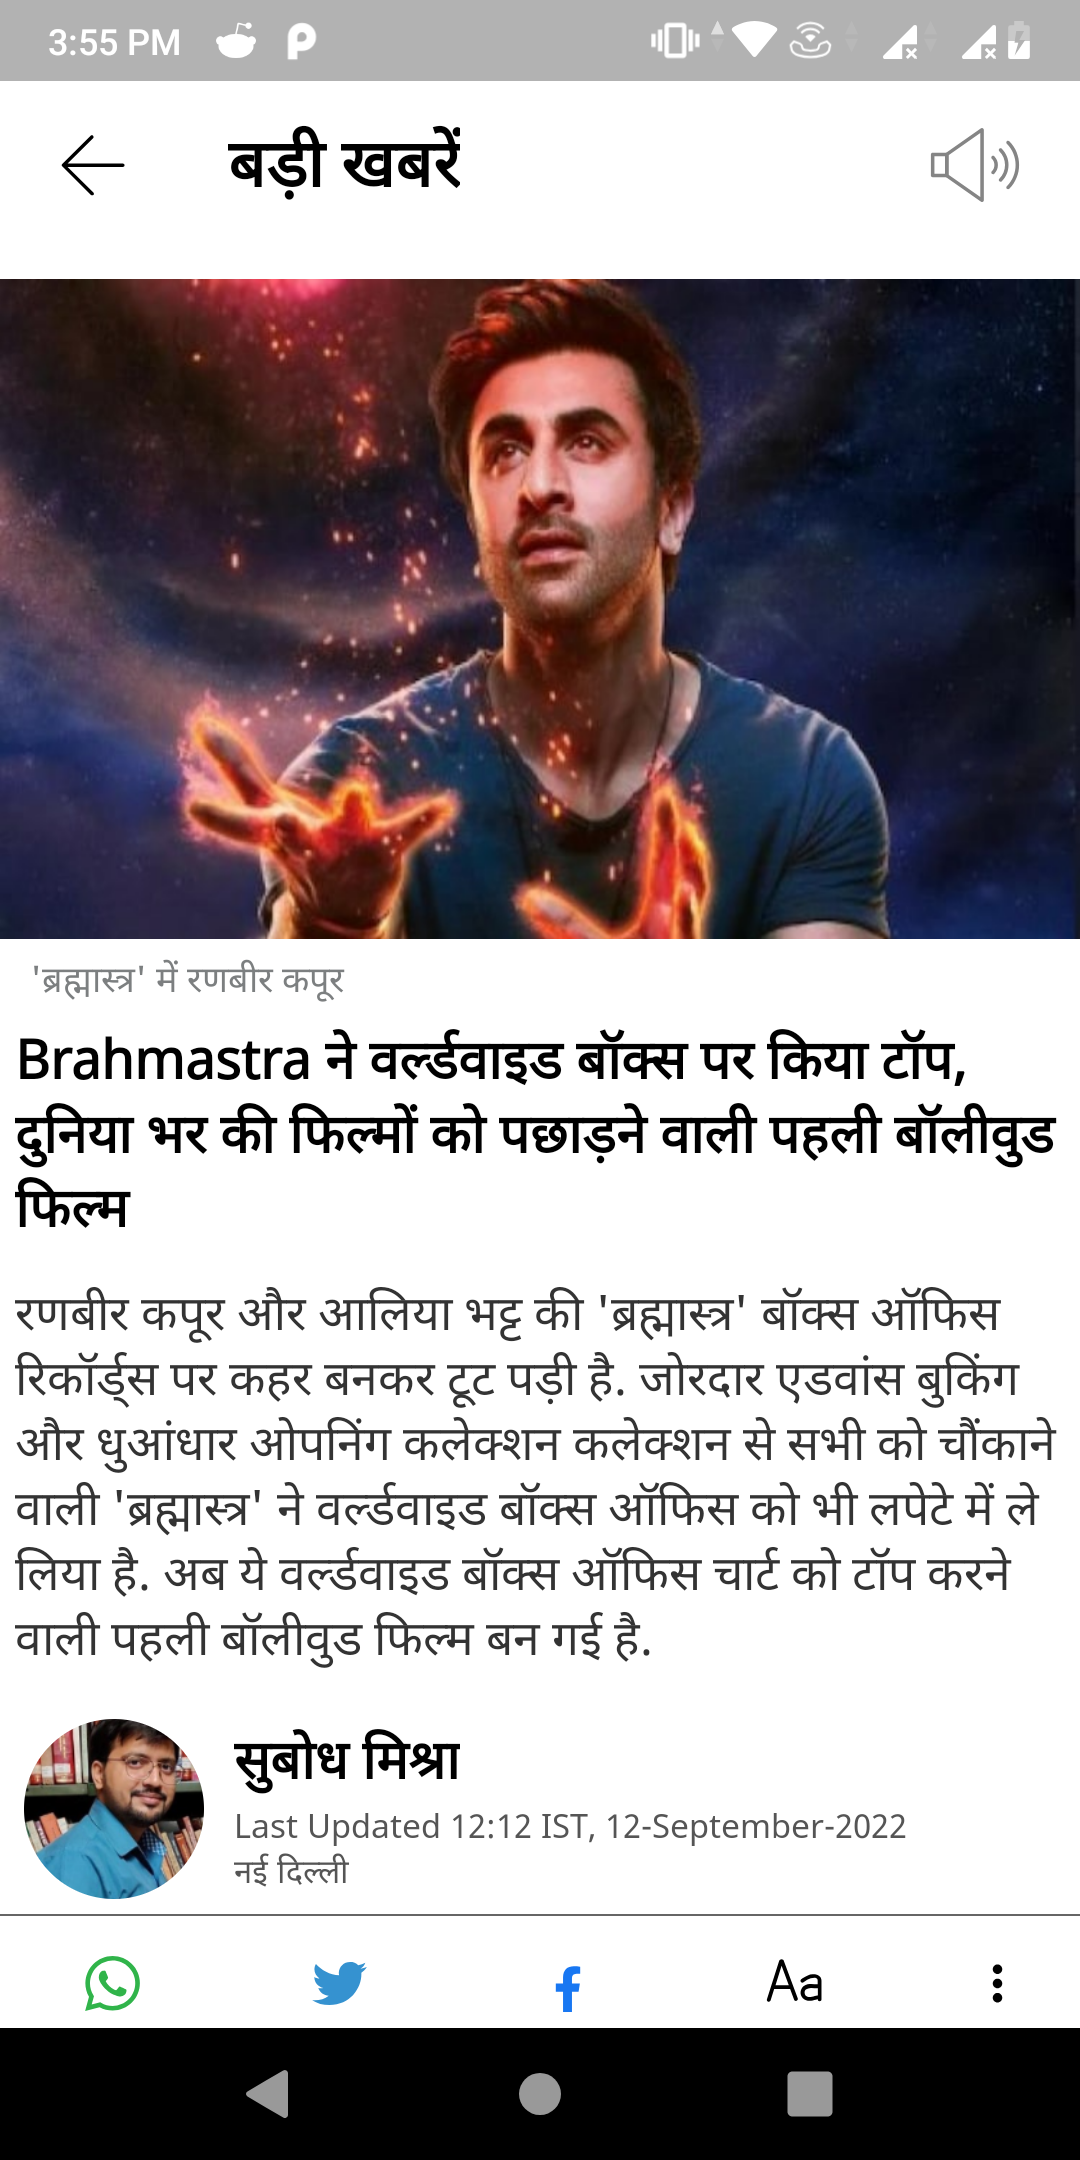 3:55 PM
बड़ी खबरें
'ब्रह्मास्त्र' में रणबीर कपूर
Brahmastra ने वर्ल्डवाइड बॉक्स पर किया टॉप,
दुनिया भर की फिल्मों को पछाड़ने वाली पहली बॉलीवुड
फिल्म
रणबीर कपूर और आलिया भट्ट की 'ब्रह्मास्त्र' बॉक्स ऑफिस
रिकॉर्ड्स पर कहर बनकर टूट पड़ी है. जोरदार एडवांस बुकिंग
और धुआंधार ओपनिंग कलेक्शन कलेक्शन से सभी को चौंकाने
वाली 'ब्रह्मास्त्र' ने वर्ल्डवाइड बॉक्स ऑफिस को भी लपेटे में ले
लिया है. अब ये वर्ल्डवाइड बॉक्स ऑफिस चार्ट को टॉप करने
वाली पहली बॉलीवुड फिल्म बन गई है.
सुबोध मिश्रा
Last Updated 12:12 IST, 12-September-2022
नई दिल्ली
Aa